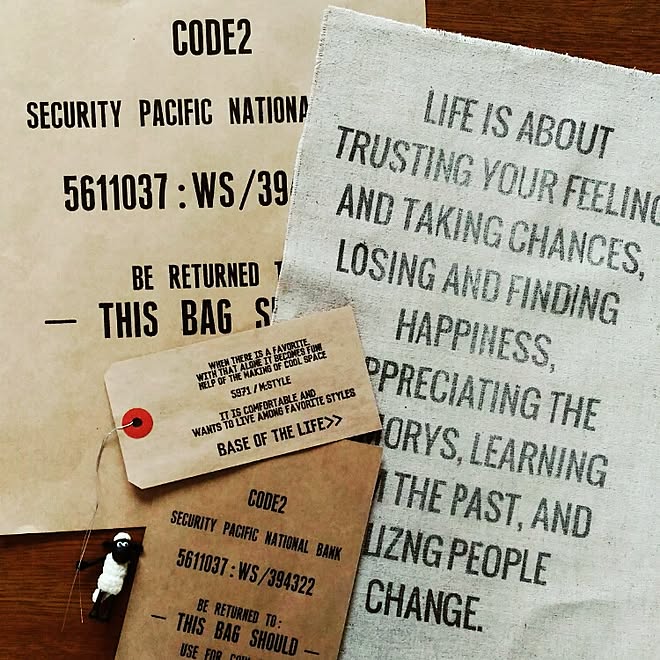 CODE2
SECURITY PACIFIC NATIONA
5611037:WS/39
BE RETURNED T
— THIS BAG S
LIFE IS ABOUT
TRUSTING YOUR FEELING
AND TAKING CHANCES,
LOSING AND FINDING
HAPPINESS,
PPRECIATING THE
MORYS, LEARNING
THE PAST, AND
LIZNG PEOPLE
CHANGE.
WHEN THERE IS A FAVORITE,
WITH THAT ALONE IT BECOMES FUN!
HELP OF THE MAKING OF COOL SPACE
5971 / M:STYLE
IT IS COMFORTABLE AND
WANTS TO LIVE AMONG FAVORITE STYLES
BASE OF THE LIFE>>
CODE2
SECURITY PACIFIC NATIONAL BANK
5611037:WS/394322
BE RETURNED TO:
— THIS BAG SHOULD —
USE FOR